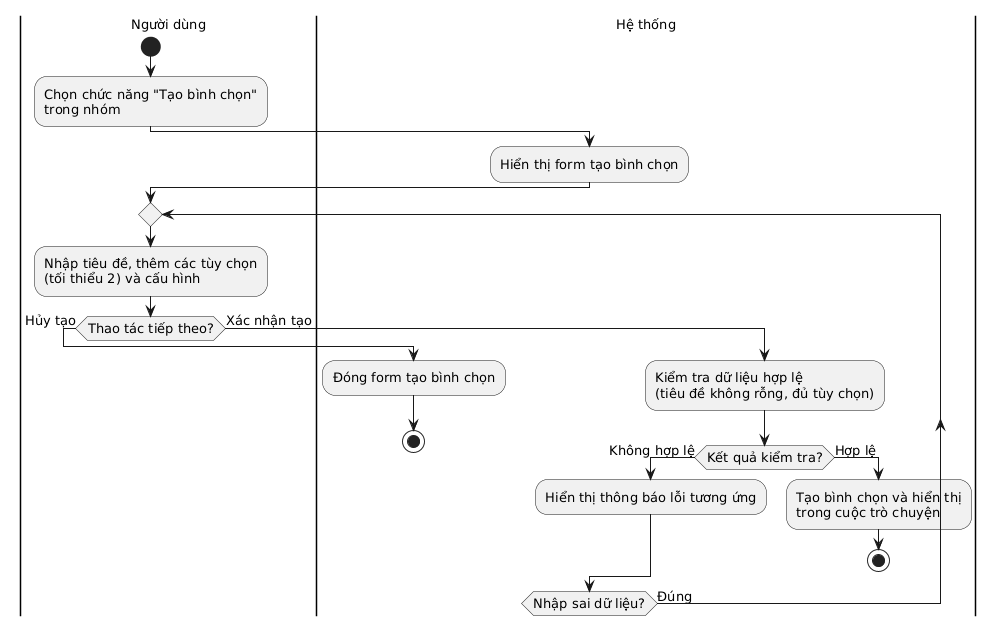 Người dùng
Hệ thống
Chọn chức năng "Tạo bình chọn"
trong nhóm
Hiển thị form tạo bình chọn
Nhập tiêu đề, thêm các tùy chọn
(tối thiểu 2) và cấu hình
Hủy tạo
Thao tác tiếp theo?
Xác nhận tạo
Đóng form tạo bình chọn
Kiểm tra dữ liệu hợp lệ
(tiêu đề không rỗng, đủ tùy chọn)
Không hợp lệ
Kết quả kiểm tra?
Hợp lệ
Hiển thị thông báo lỗi tương ứng
Tạo bình chọn và hiển thị
trong cuộc trò chuyện
Nhập sai dữ liệu?
Đúng